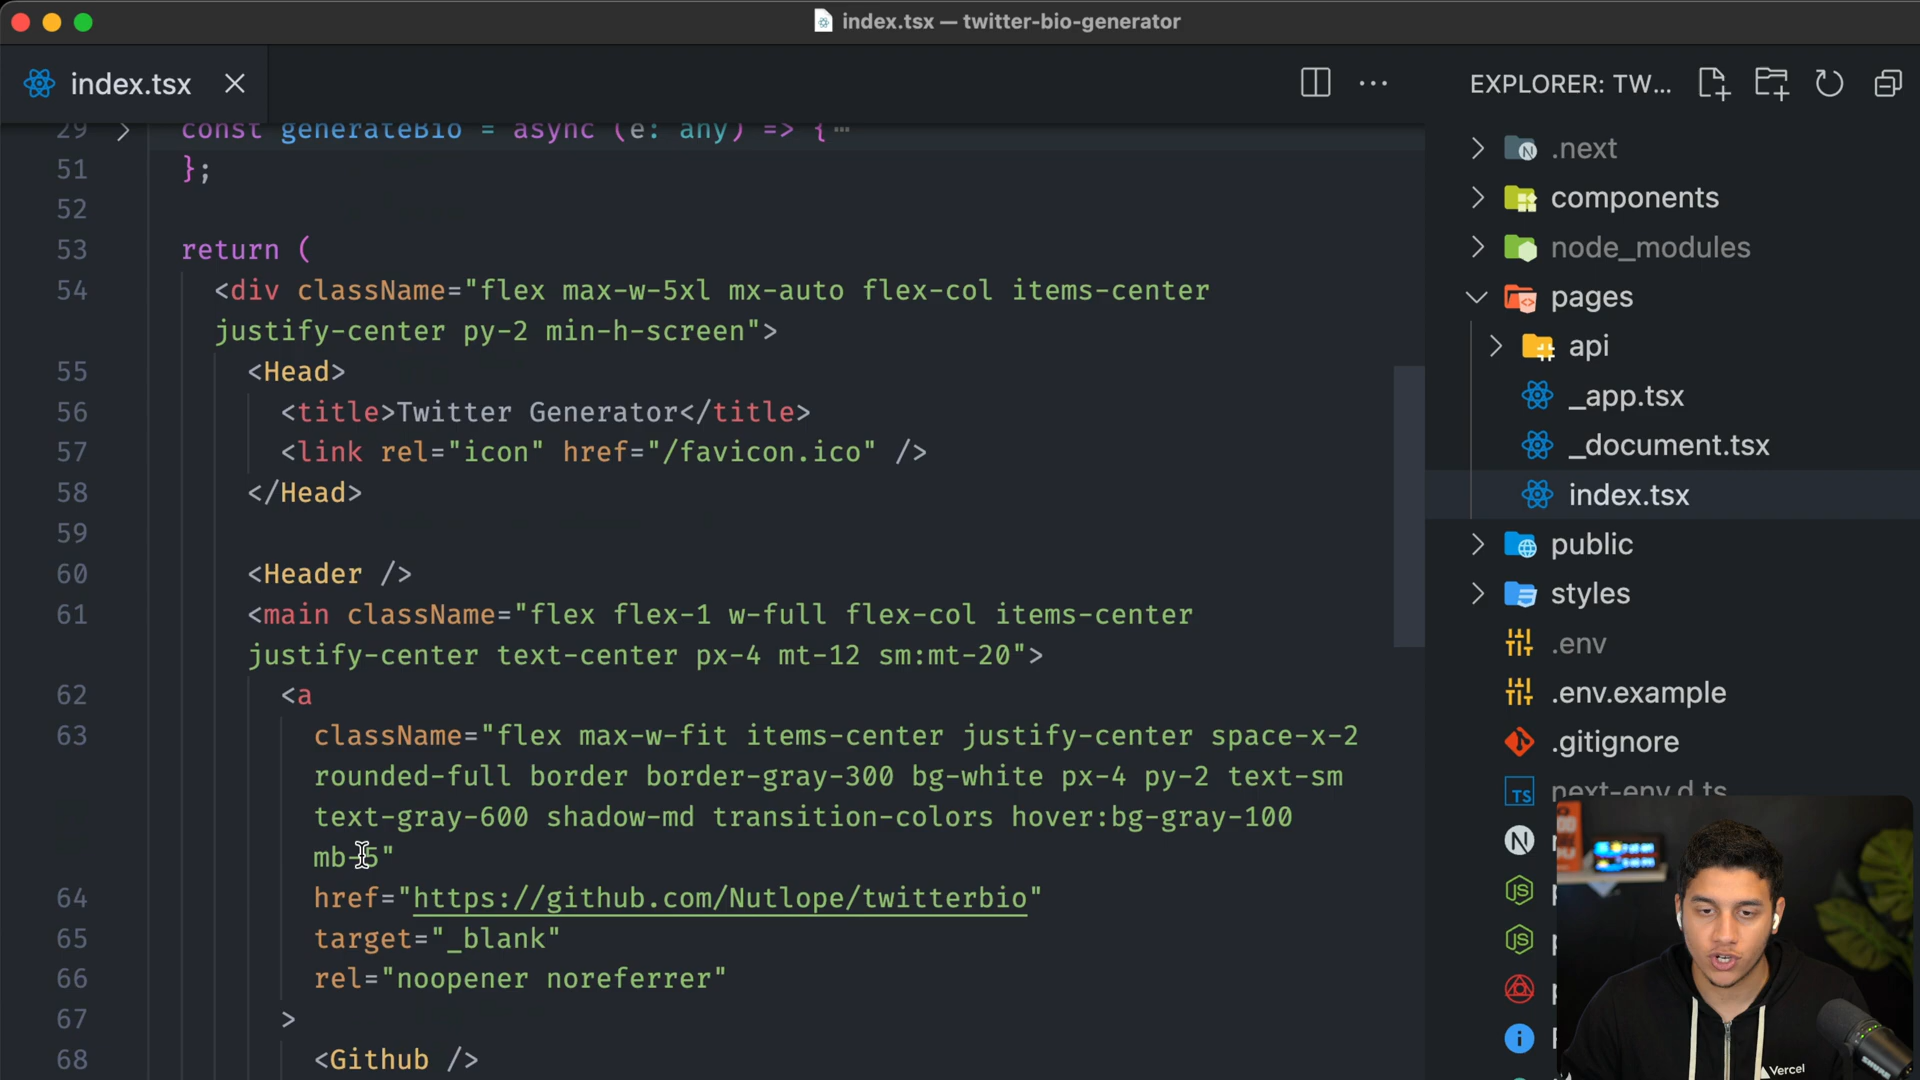 index.tsx — twitter-bio-generator
index.tsx
EXPLORER: TW...
29 const generateBio = async (e: any) => {
51 };
52
53 return (
54 <div className="flex max-w-5xl mx-auto flex-col items-center
justify-center py-2 min-h-screen">
55 <Head>
56 <title>Twitter Generator</title>
57 <link rel="icon" href="/favicon.ico" />
58 </Head>
59
60 <Header />
61 <main className="flex flex-1 w-full flex-col items-center
justify-center text-center px-4 mt-12 sm:mt-20">
62 <a
63 className="flex max-w-fit items-center justify-center space-x-2
rounded-full border border-gray-300 bg-white px-4 py-2 text-sm
text-gray-600 shadow-md transition-colors hover:bg-gray-100
mb-5"
64 href="https://github.com/Nutlope/twitterbio"
65 target="_blank"
66 rel="noopener noreferrer"
67 >
68 <Github />
.next
components
node_modules
pages
api
_app.tsx
_document.tsx
index.tsx
public
styles
.env
.env.example
.gitignore
TS next-env.d.ts
N
JS
JS
Vercel
SHURE